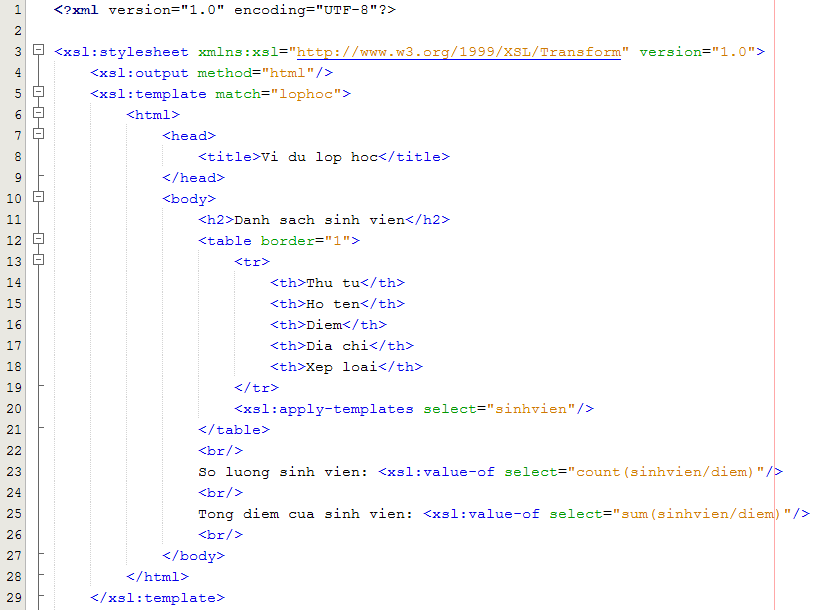 1 <?xml version="1.0" encoding="UTF-8"?>
2
3 <xsl:stylesheet xmlns:xsl="http://www.w3.org/1999/XSL/Transform" version="1.0">
4 <xsl:output method="html"/>
5 <xsl:template match="lophoc">
6 <html>
7 <head>
8 <title>Vi du lop hoc</title>
9 </head>
10 <body>
11 <h2>Danh sach sinh vien</h2>
12 <table border="1">
13 <tr>
14 <th>Thu tu</th>
15 <th>Ho ten</th>
16 <th>Diem</th>
17 <th>Dia chi</th>
18 <th>Xep loai</th>
19 </tr>
20 <xsl:apply-templates select="sinhvien"/>
21 </table>
22 <br/>
23 So luong sinh vien: <xsl:value-of select="count(sinhvien/diem)"/>
24 <br/>
25 Tong diem cua sinh vien: <xsl:value-of select="sum(sinhvien/diem)"/>
26 <br/>
27 </body>
28 </html>
29 </xsl:template>